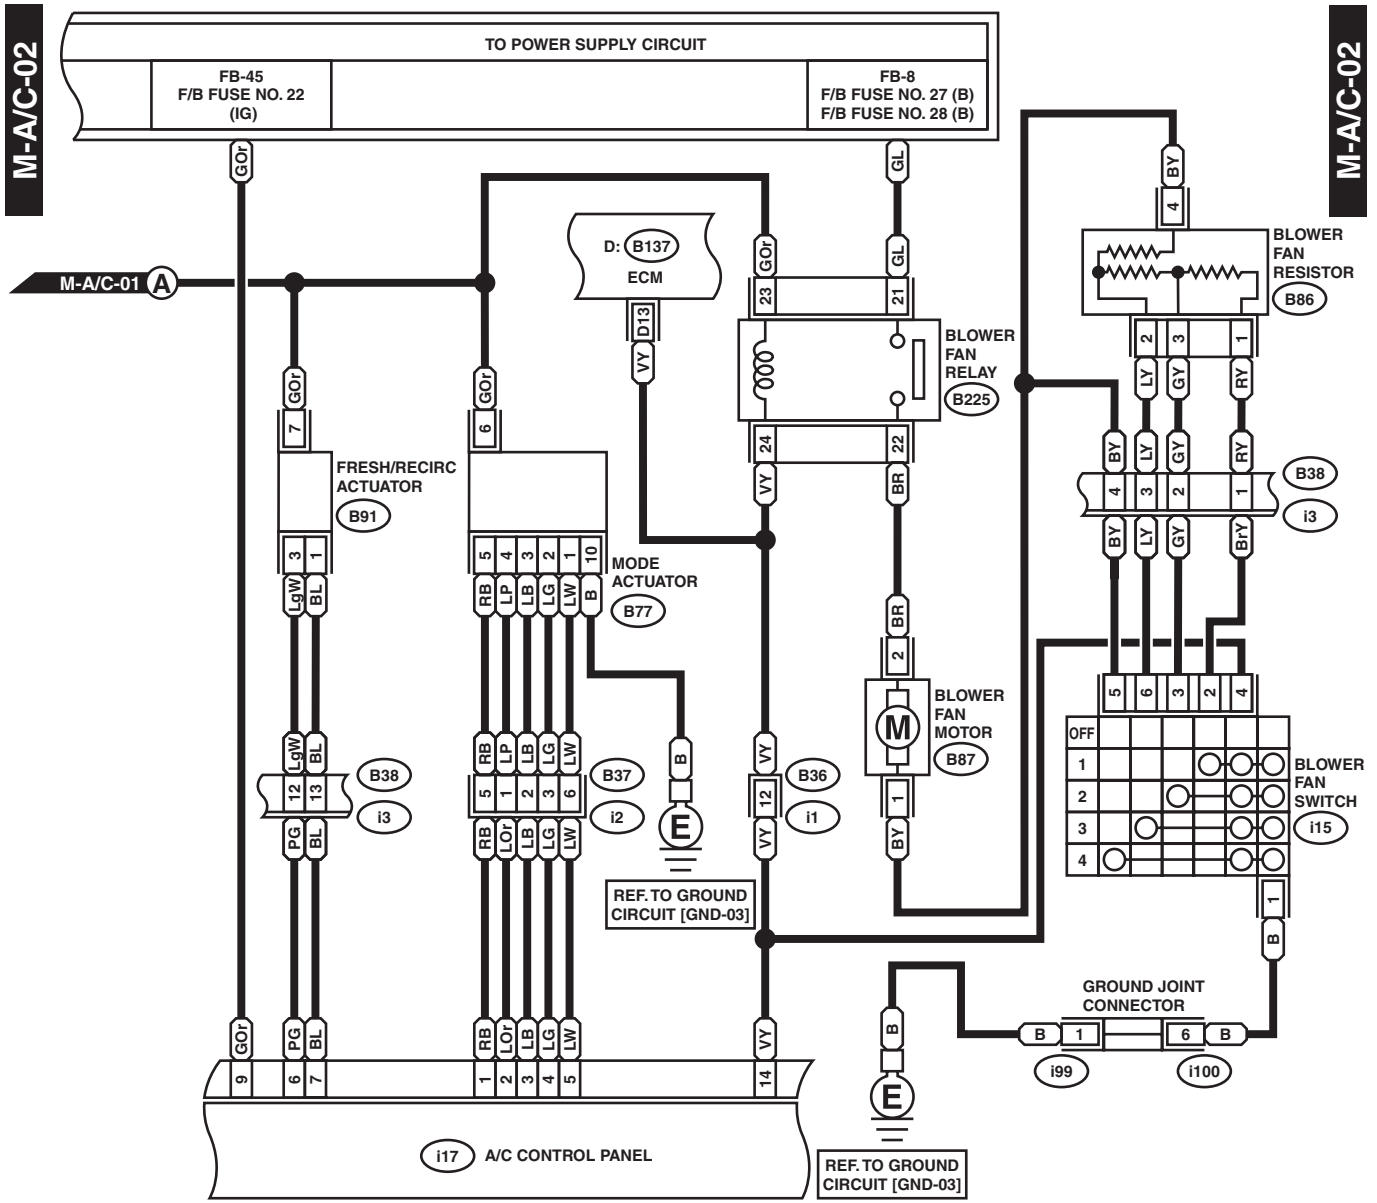 M-A/C-02
M-A/C-02
TO POWER SUPPLY CIRCUIT
FB-45
F/B FUSE NO. 22
(IG)
FB-8
F/B FUSE NO. 27 (B)
F/B FUSE NO. 28 (B)
GOr
GL
BY
4
BLOWER
FAN
RESISTOR
B86
D: B137
ECM
D13
VY
GOr
GL
23
21
M-A/C-01 A
BLOWER
FAN
RELAY
B225
2 3 1
LY GY RY
GOr
GOr
7
6
24
22
VY
BR
BY LY GY RY
4 3 2 1
B38
i3
BY LY GY BrY
FRESH/RECIRC
ACTUATOR
B91
3 1
LgW BL
5 4 3 2 1 10
RB LP LB LG LW B
MODE
ACTUATOR
B77
BR
2
M
BLOWER
FAN
MOTOR
B87
1
BY
5 6 3 2 4
OFF
1
2
3
4
BLOWER
FAN
SWITCH
i15
1
B
LgW BL
12 13
B38
i3
PG BL
RB LP LB LG LW
5 1 2 3 6
B37
i2
RB LOr LB LG LW
B
E
REF. TO GROUND
CIRCUIT [GND-03]
VY
12
B36
i1
VY
GROUND JOINT
CONNECTOR
B 1 6 B
i99
i100
B
E
REF. TO GROUND
CIRCUIT [GND-03]
GOr PG BL RB LOr LB LG LW VY
9 6 7 1 2 3 4 5 14
i17 A/C CONTROL PANEL